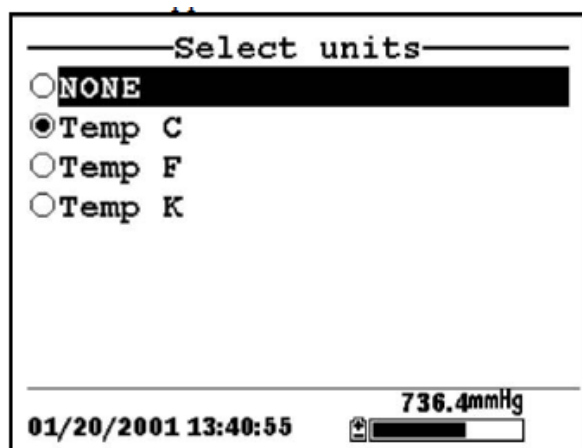 Select units
NONE
Temp C
Temp F
Temp K
736.4mmHg
01/20/2001 13:40:55